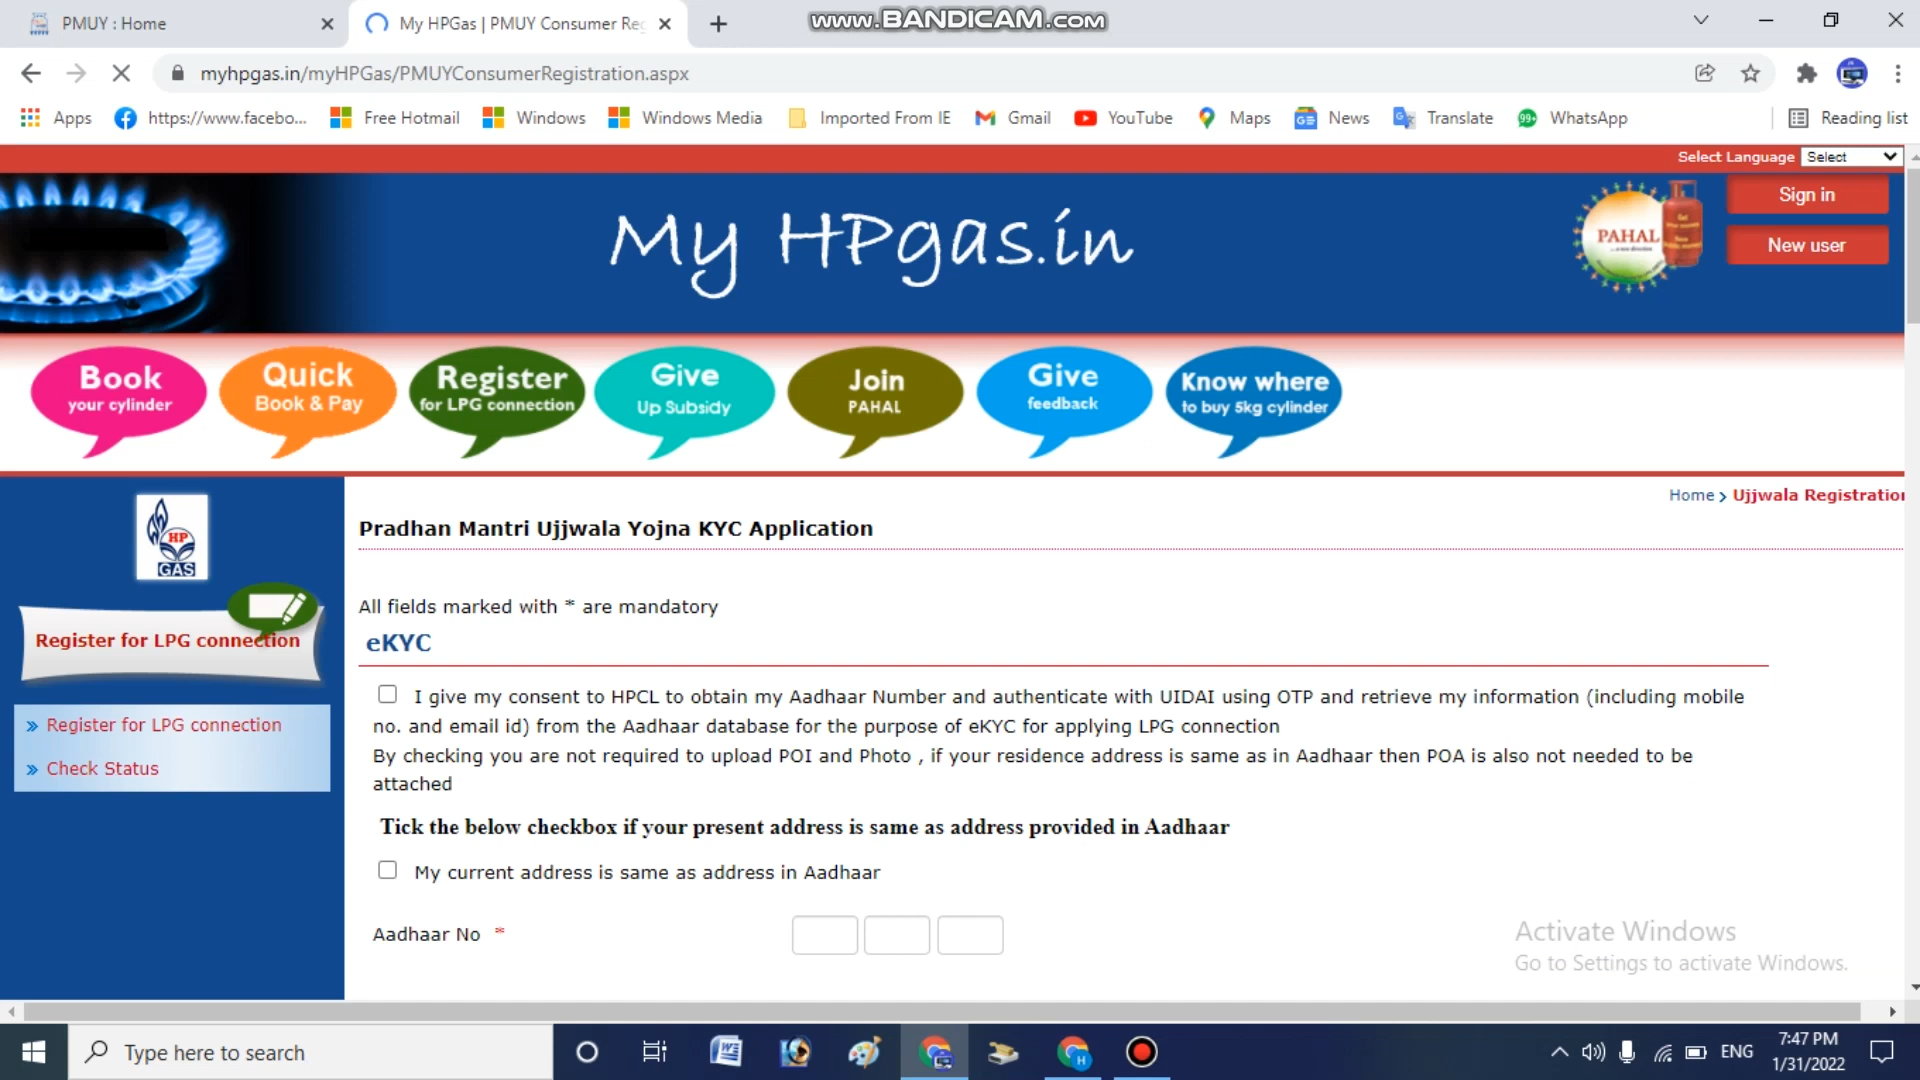 PMUY : Home
My HPGas | PMUY Consumer Reg
www.BANDICAM.com
myhpgas.in/myHPGas/PMUYConsumerRegistration.aspx
Apps
https://www.facebo...
Free Hotmail
Windows
Windows Media
Imported From IE
Gmail
YouTube
Maps
News
Translate
99+
WhatsApp
Reading list
Select Language
Select
My HPgas.in
PAHAL
Sign in
New user
Book
your cylinder
Quick
Book & Pay
Register
for LPG connection
Give
Up Subsidy
Join
PAHAL
Give
feedback
Know where
to buy 5kg cylinder
HP
GAS
Register for LPG connection
Register for LPG connection
Check Status
Home › Ujjwala Registration
Pradhan Mantri Ujjwala Yojna KYC Application
All fields marked with * are mandatory
eKYC
I give my consent to HPCL to obtain my Aadhaar Number and authenticate with UIDAI using OTP and retrieve my information (including mobile
no. and email id) from the Aadhaar database for the purpose of eKYC for applying LPG connection
By checking you are not required to upload POI and Photo , if your residence address is same as in Aadhaar then POA is also not needed to be
attached
Tick the below checkbox if your present address is same as address provided in Aadhaar
My current address is same as address in Aadhaar
Aadhaar No *
Activate Windows
Go to Settings to activate Windows.
Type here to search
ENG
7:47 PM
1/31/2022